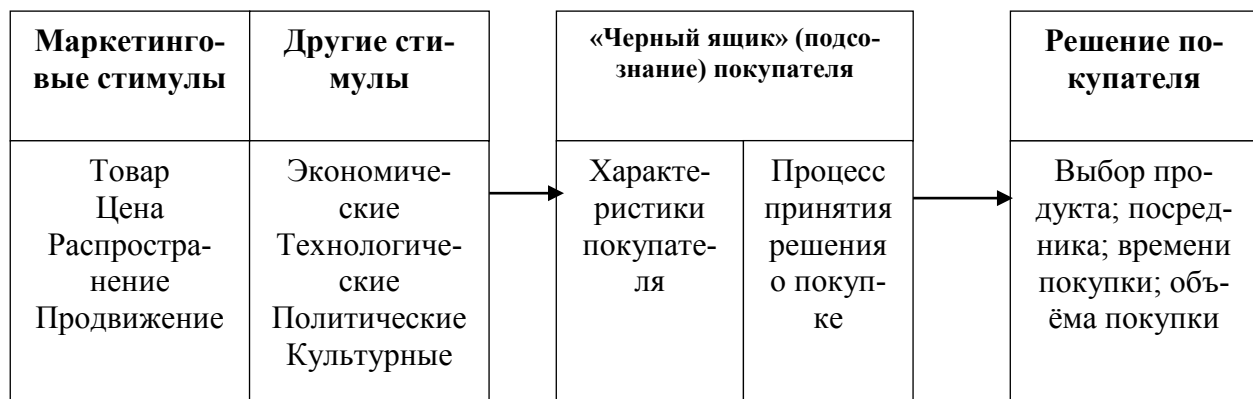 Маркетинго-
вые стимулы
Другие сти-
мулы
«Черный ящик» (подсо-
знание) покупателя
Решение по-
купателя
Товар
Цена
Распростра-
нение
Продвижение
Экономиче-
ские
Технологиче-
ские
Политические
Культурные
Характе-
ристики
покупате-
ля
Процесс
принятия
решения
о покуп-
ке
Выбор про-
дукта; посред-
ника; времени
покупки; объ-
ёма покупки